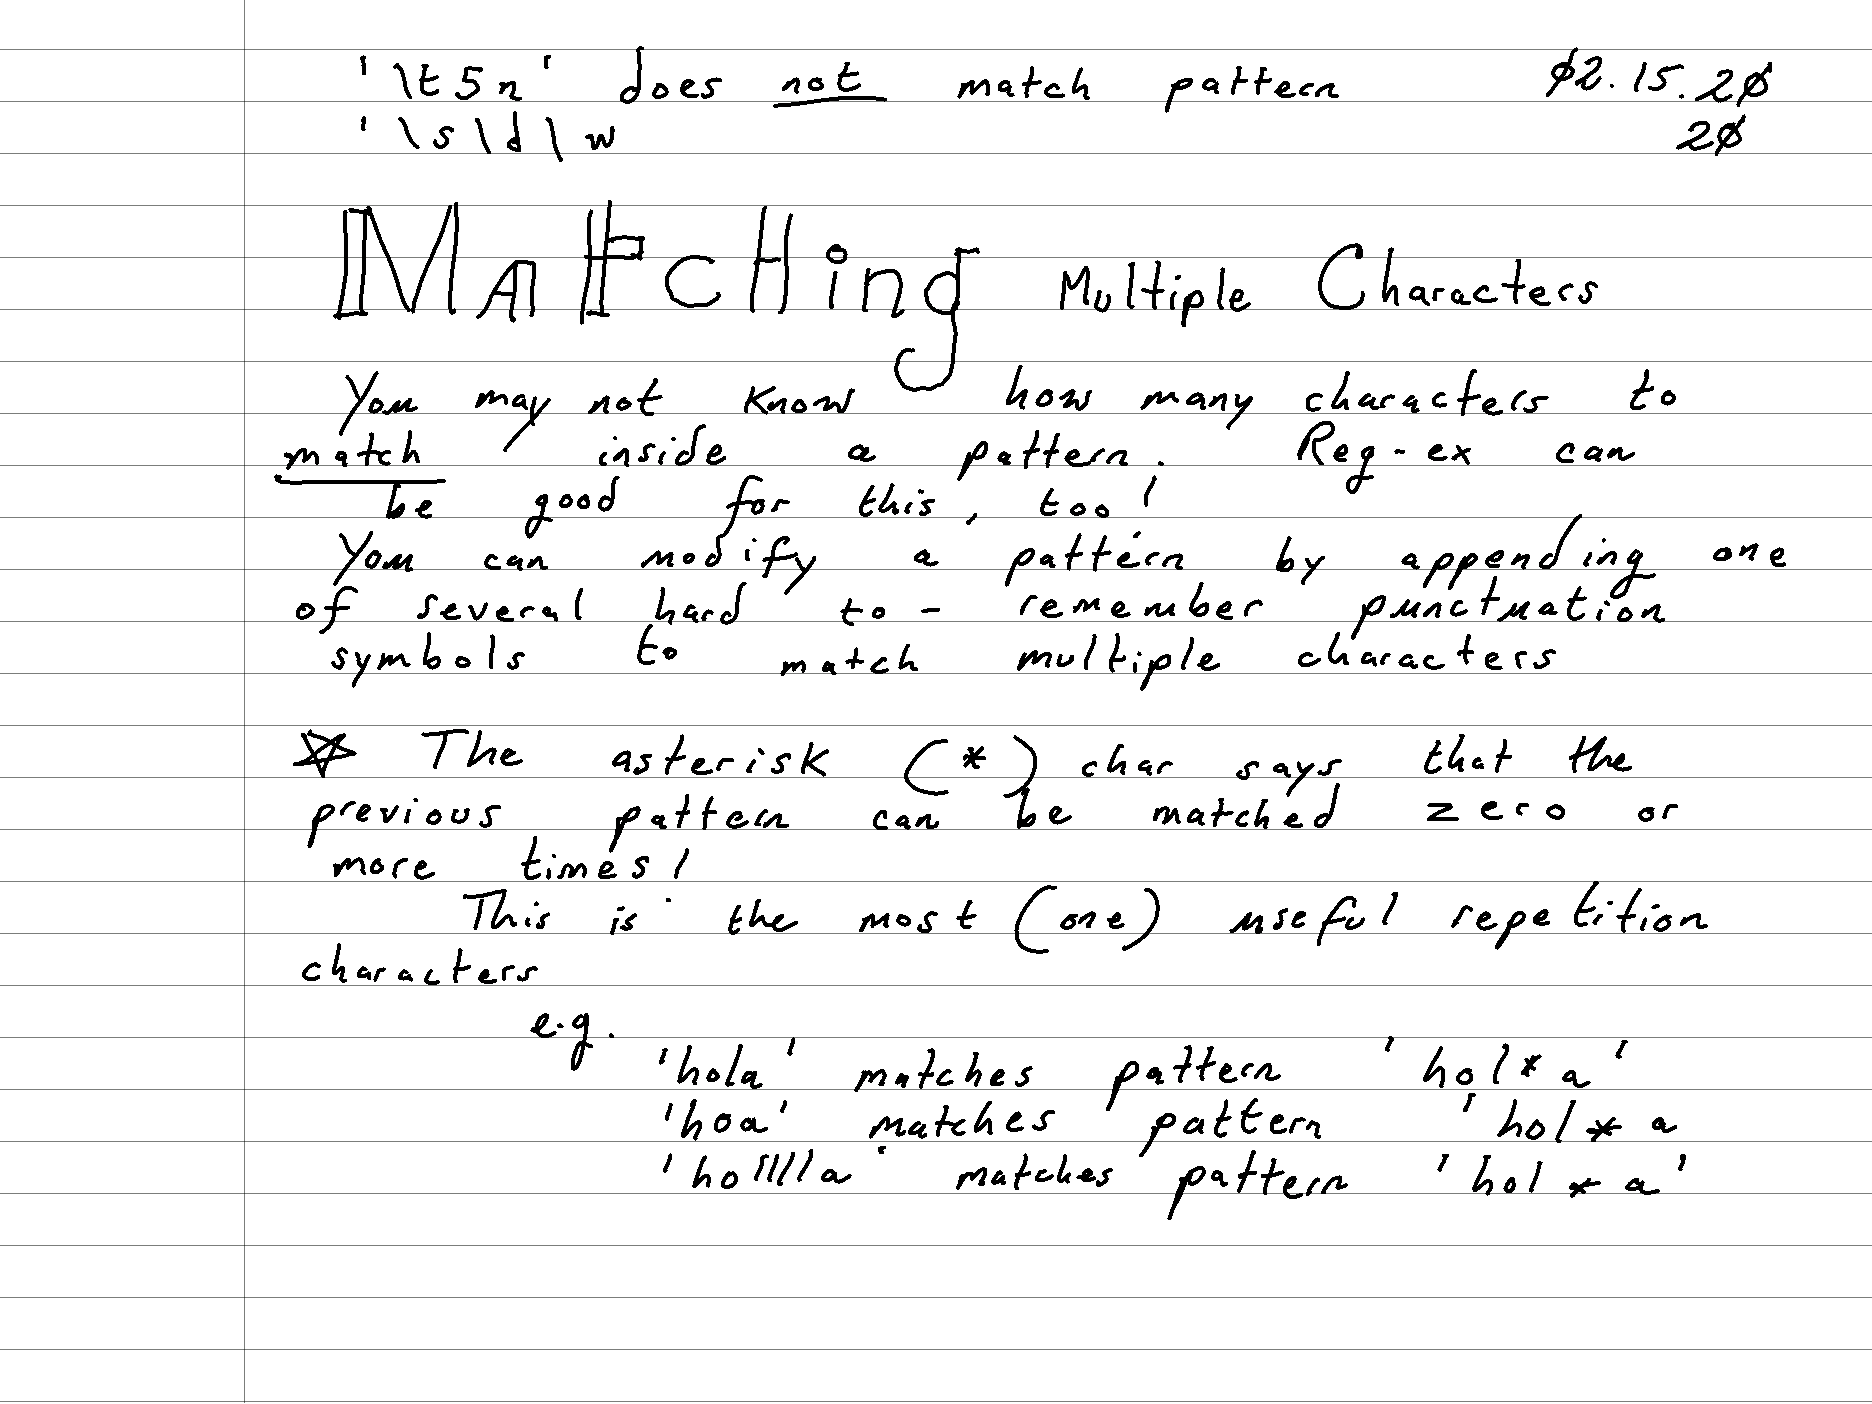 '\t5n' does not match pattern 02.15.20
'\s\d\w 20
Matching Multiple Characters
You may not know how many characters to
match inside a pattern. Reg-ex can
be good for this, too!
You can modify a pattern by appending one
of several hard to - remember punctuation
symbols to match multiple characters
☆ The asterisk (*) char says that the
previous pattern can be matched zero or
more times!
This is the most (one) useful repetition
characters
e.g.
'hola' matches pattern 'hol*a'
'hoa' matches pattern 'hol*a
'hollllla' matches pattern 'hol*a'